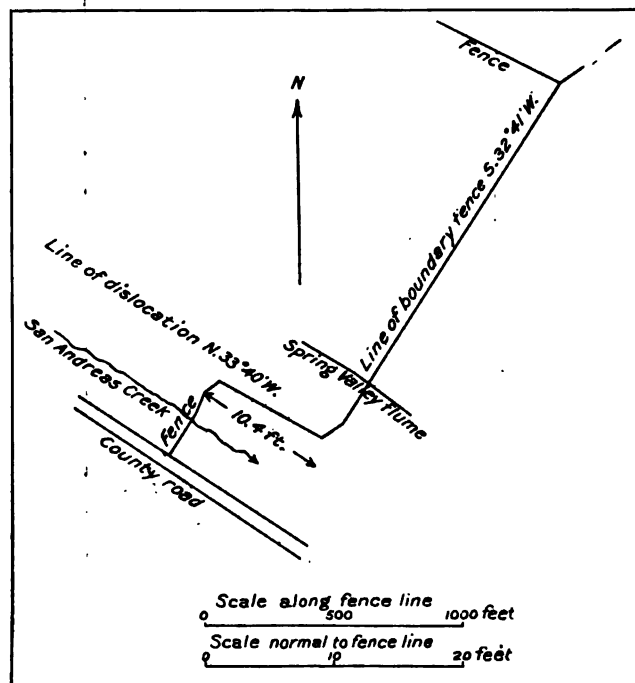 Fence
N
Line of boundary fence S.32°41'W.
Line of dislocation N.33°40'W.
San Andreas Creek
Spring Valley flume
Fence
10.4 ft.
County road
Scale along fence line
0 500 1000 feet
Scale normal to fence line
0 10 20 feet